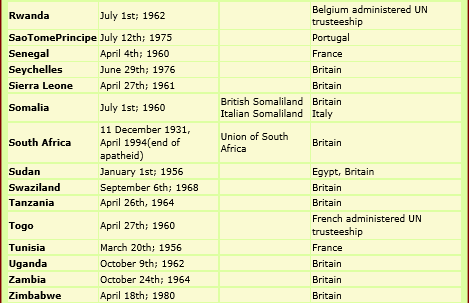 Rwanda July 1st; 1962 Belgium administered UN trusteeship
SaoTomePrincipe July 12th; 1975 Portugal
Senegal April 4th; 1960 France
Seychelles June 29th; 1976 Britain
Sierra Leone April 27th; 1961 Britain
Somalia July 1st; 1960 British Somaliland Italian Somaliland Britain Italy
South Africa 11 December 1931, April 1994(end of apatheid) Union of South Africa Britain
Sudan January 1st; 1956 Egypt, Britain
Swaziland September 6th; 1968 Britain
Tanzania April 26th, 1964 Britain
Togo April 27th; 1960 French administered UN trusteeship
Tunisia March 20th; 1956 France
Uganda October 9th; 1962 Britain
Zambia October 24th; 1964 Britain
Zimbabwe April 18th; 1980 Britain